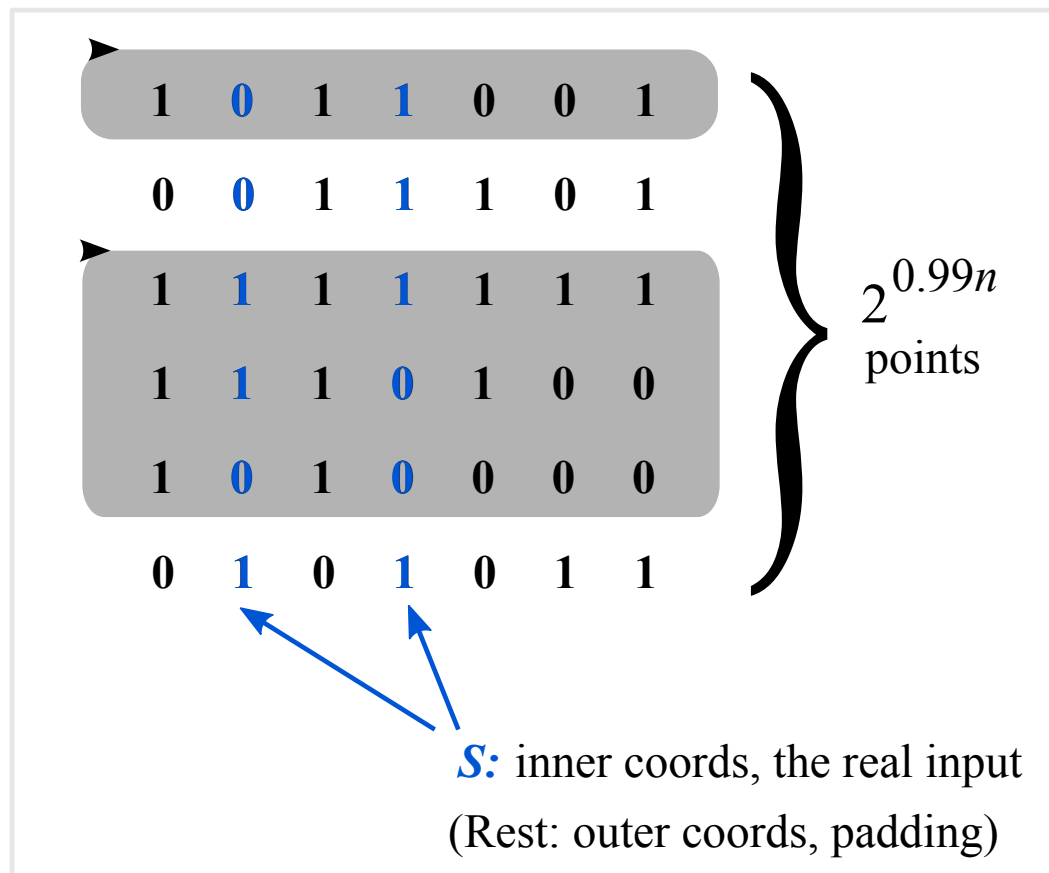 1 0 1 1 0 0 1
0 0 1 1 1 0 1
1 1 1 1 1 1 1
1 1 1 0 1 0 0
1 0 1 0 0 0 0
0 1 0 1 0 1 1
2^0.99n
points
S: inner coords, the real input
(Rest: outer coords, padding)